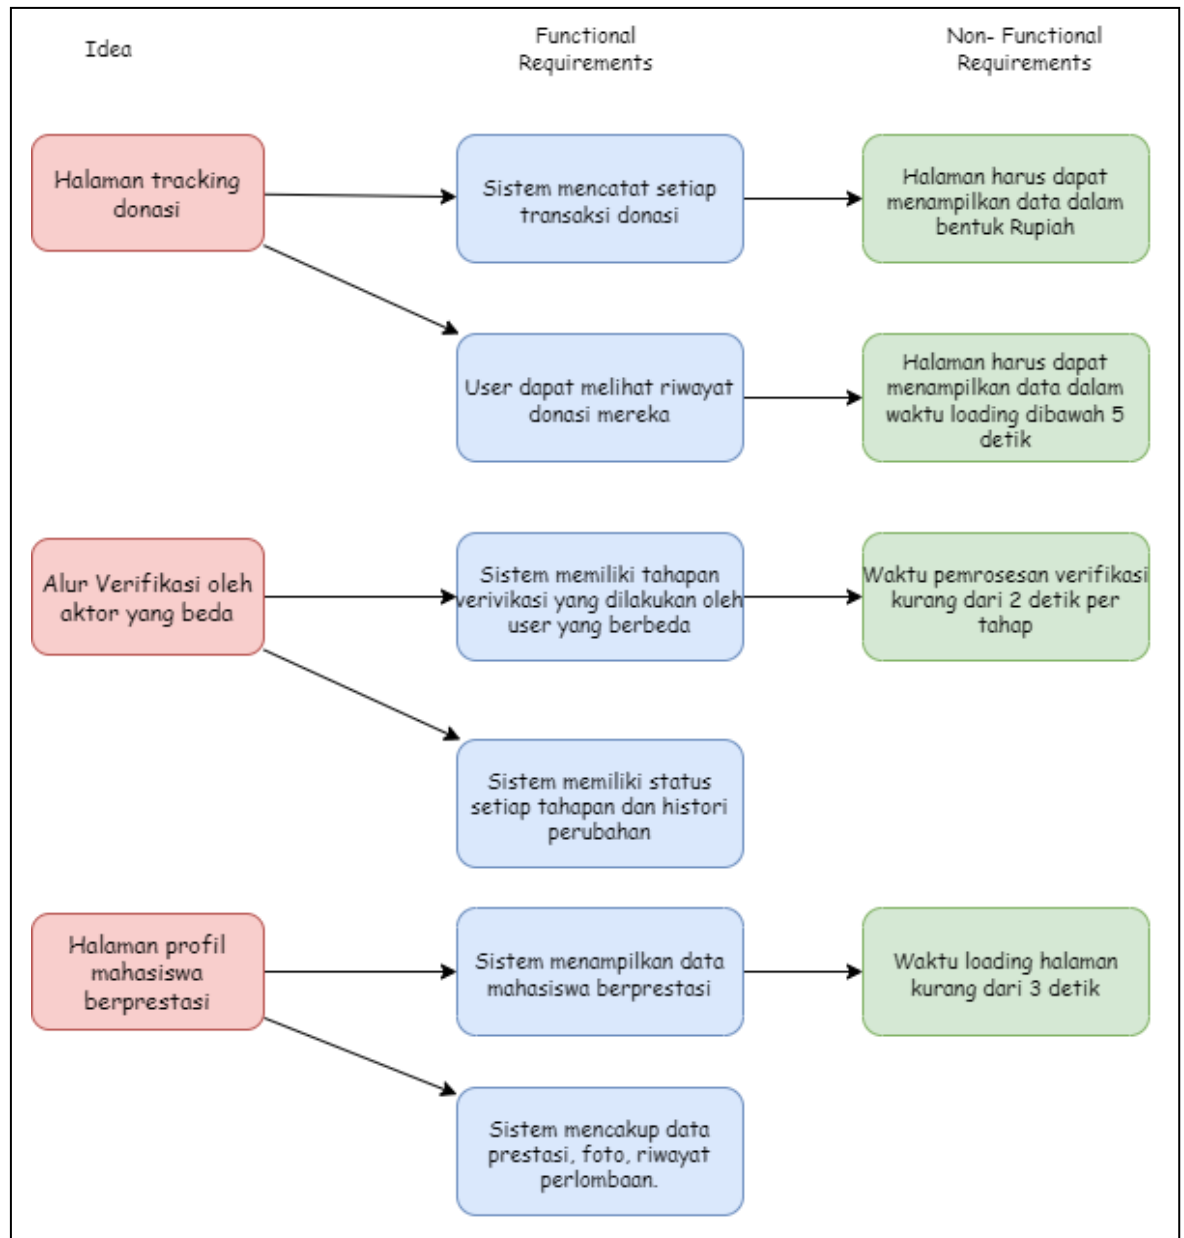 Idea
Functional
Requirements
Non- Functional
Requirements
Halaman tracking
donasi
Sistem mencatat setiap
transaksi donasi
Halaman harus dapat
menampilkan data dalam
bentuk Rupiah
User dapat melihat riwayat
donasi mereka
Halaman harus dapat
menampilkan data dalam
waktu loading dibawah 5
detik
Alur Verifikasi oleh
aktor yang beda
Sistem memiliki tahapan
verivikasi yang dilakukan oleh
user yang berbeda
Waktu pemrosesan verifikasi
kurang dari 2 detik per
tahap
Sistem memiliki status
setiap tahapan dan histori
perubahan
Halaman profil
mahasiswa
berprestasi
Sistem menampilkan data
mahasiswa berprestasi
Waktu loading halaman
kurang dari 3 detik
Sistem mencakup data
prestasi, foto, riwayat
perlombaan.